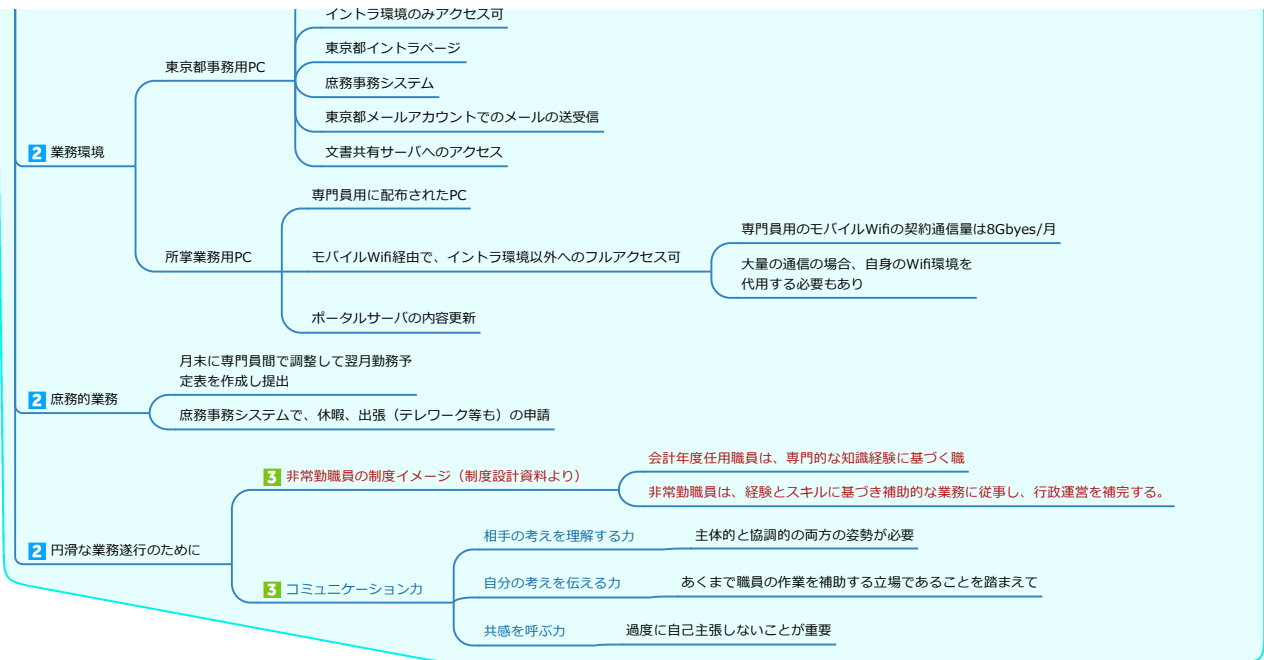 イントラ環境のみアクセス可
東京都イントラページ
東京都事務用PC
庶務事務システム
東京都メールアカウントでのメールの送受信
2 業務環境
文書共有サーバへのアクセス
専門員用に配布されたPC
専門員用のモバイルWifiの契約通信量は8Gbyes/月
所掌業務用PC
モバイルWifi経由で、イントラ環境以外へのフルアクセス可
大量の通信の場合、自身のWifi環境を
代用する必要もあり
ポータルサーバの内容更新
月末に専門員間で調整して翌月勤務予
定表を作成し提出
2 庶務的業務
庶務事務システムで、休暇、出張（テレワーク等も）の申請
会計年度任用職員は、専門的な知識経験に基づく職
3 非常勤職員の制度イメージ（制度設計資料より）
非常勤職員は、経験とスキルに基づき補助的な業務に従事し、行政運営を補完する。
相手の考えを理解する力
主体的と協調的の両方の姿勢が必要
2 円滑な業務遂行のために
自分の考えを伝える力
あくまで職員の作業を補助する立場であることを踏まえて
3 コミュニケーション力
共感を呼ぶ力
過度に自己主張しないことが重要